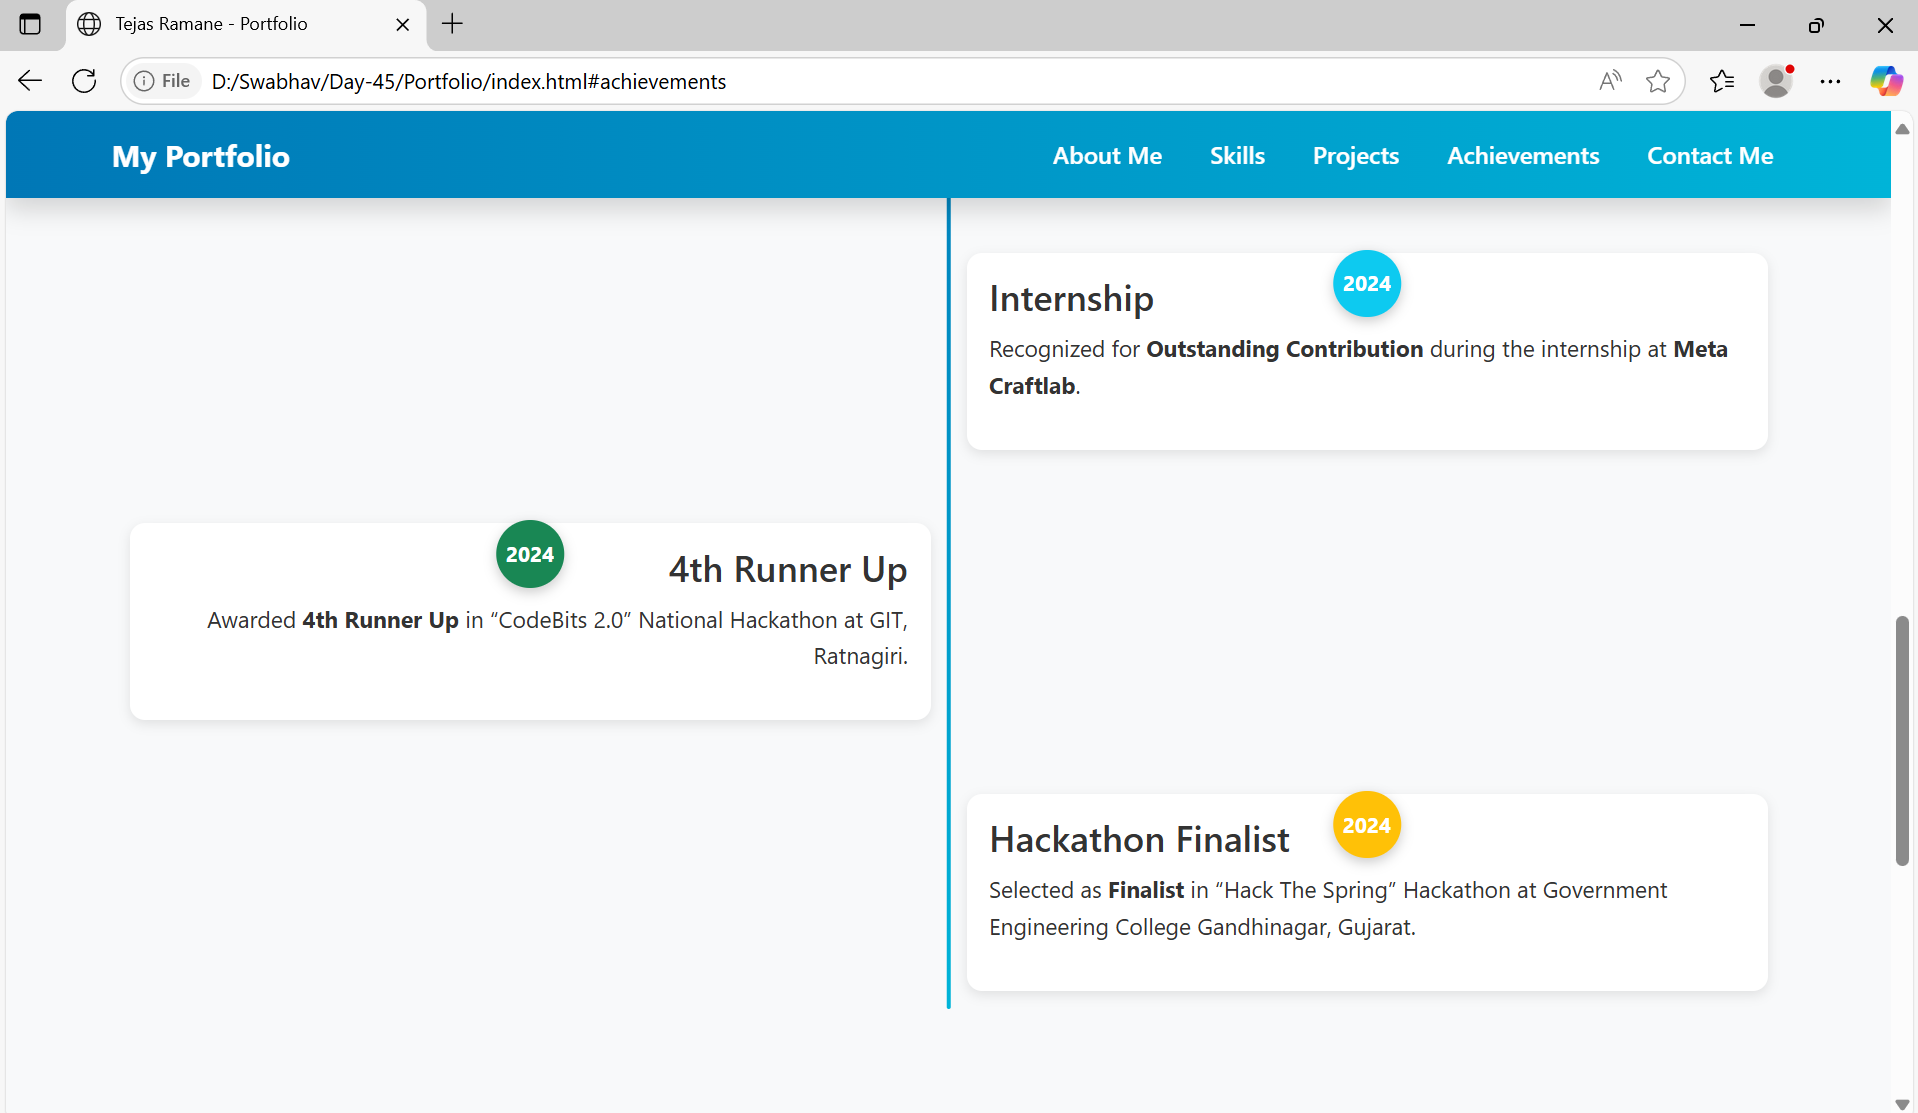 Tejas Ramane - Portfolio
File D:/Swabhav/Day-45/Portfolio/index.html#achievements
My Portfolio About Me Skills Projects Achievements Contact Me
2024
Internship
Recognized for Outstanding Contribution during the internship at Meta
Craftlab.
2024
4th Runner Up
Awarded 4th Runner Up in “CodeBits 2.0” National Hackathon at GIT,
Ratnagiri.
2024
Hackathon Finalist
Selected as Finalist in “Hack The Spring” Hackathon at Government
Engineering College Gandhinagar, Gujarat.